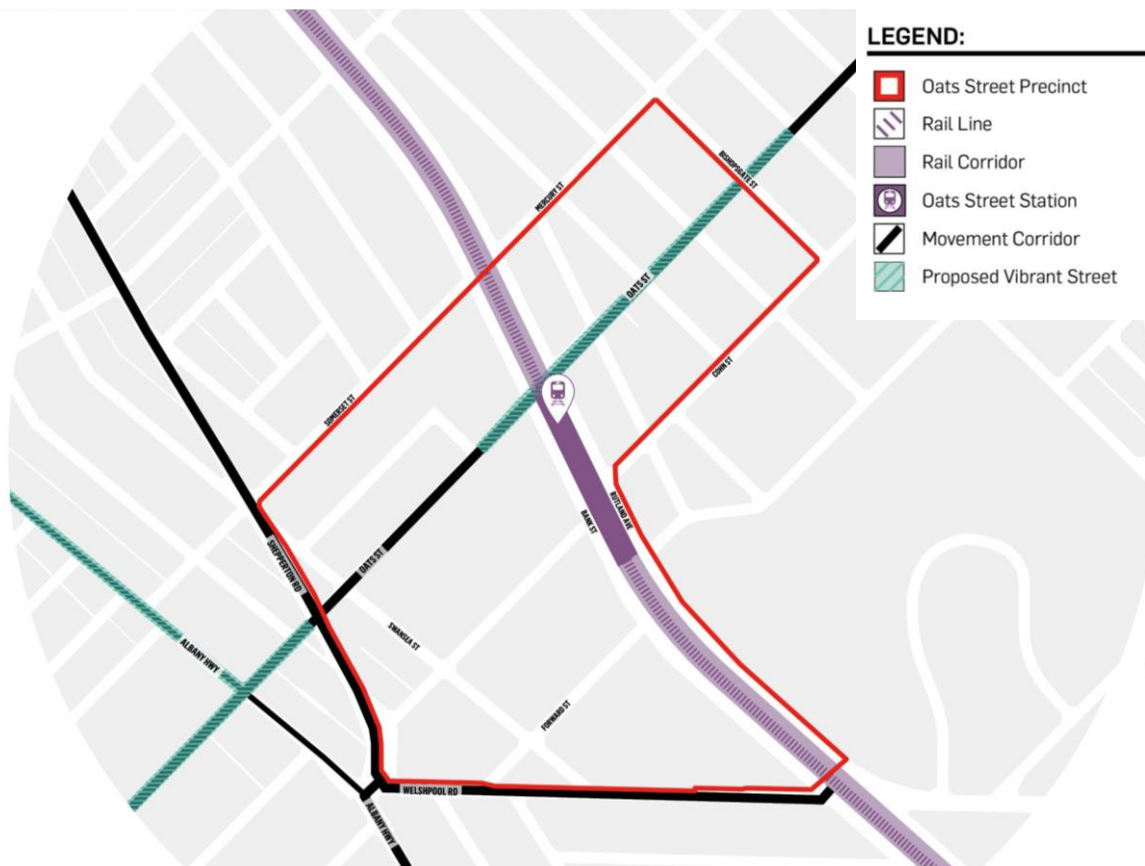 LEGEND:
Oats Street Precinct
Rail Line
Rail Corridor
Oats Street Station
Movement Corridor
Proposed Vibrant Street
BISHOPSGATE ST
MERCURY ST
OATS ST
COHN ST
SOMERSET ST
RUTLAND AVE
BANK ST
SHEPPERTON RD
OATS ST
SWANSEA ST
ALBANY HWY
FORWARD ST
WELSHPOOL RD
ALBANY HWY